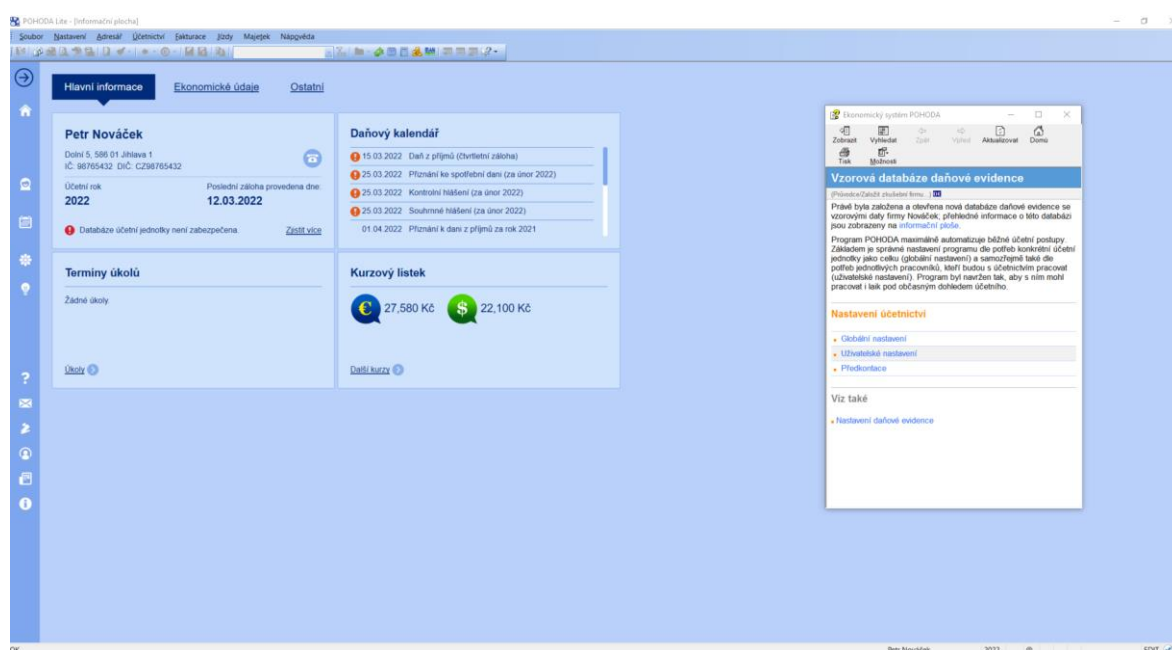 POHODA Lite - [Informační plocha]
Soubor Nastavení Adresář Účetnictví Fakturace Jízdy Majetek Nápověda
Hlavní informace Ekonomické údaje Ostatní
Petr Nováček
Dolní 5, 586 01 Jihlava 1
IČ: 98765432 DIČ: CZ98765432
Účetní rok Poslední záloha provedena dne:
2022 12.03.2022
Databáze účetní jednotky není zabezpečena. Zjistit více
Daňový kalendář
15.03.2022 Daň z příjmů (čtvrtletní záloha)
25.03.2022 Přiznání ke spotřební dani (za únor 2022)
25.03.2022 Kontrolní hlášení (za únor 2022)
25.03.2022 Souhrnné hlášení (za únor 2022)
01.04.2022 Přiznání k dani z příjmů za rok 2021
Termíny úkolů
Žádné úkoly.
Úkoly
Kurzový lístek
€ 27,580 Kč $ 22,100 Kč
Další kurzy
Ekonomický systém POHODA
Zobrazit Vyhledat Zpět Vpřed Aktualizovat Domů
Tisk Možnosti
Vzorová databáze daňové evidence
(Průvodce/Založit zkušební firmu...)
Právě byla založena a otevřena nová databáze daňové evidence se
vzorovými daty firmy Nováček; přehledné informace o této databázi
jsou zobrazeny na informační ploše.
Program POHODA maximálně automatizuje běžné účetní postupy.
Základem je správné nastavení programu dle potřeb konkrétní účetní
jednotky jako celku (globální nastavení) a samozřejmě také dle
potřeb jednotlivých pracovníků, kteří budou s účetnictvím pracovat
(uživatelské nastavení). Program byl navržen tak, aby s ním mohl
pracovat i laik pod občasným dohledem účetního.
Nastavení účetnictví
Globální nastavení
Uživatelské nastavení
Předkontace
Viz také
Nastavení daňové evidence
OK Petr Nováček 2022 @ EDIT